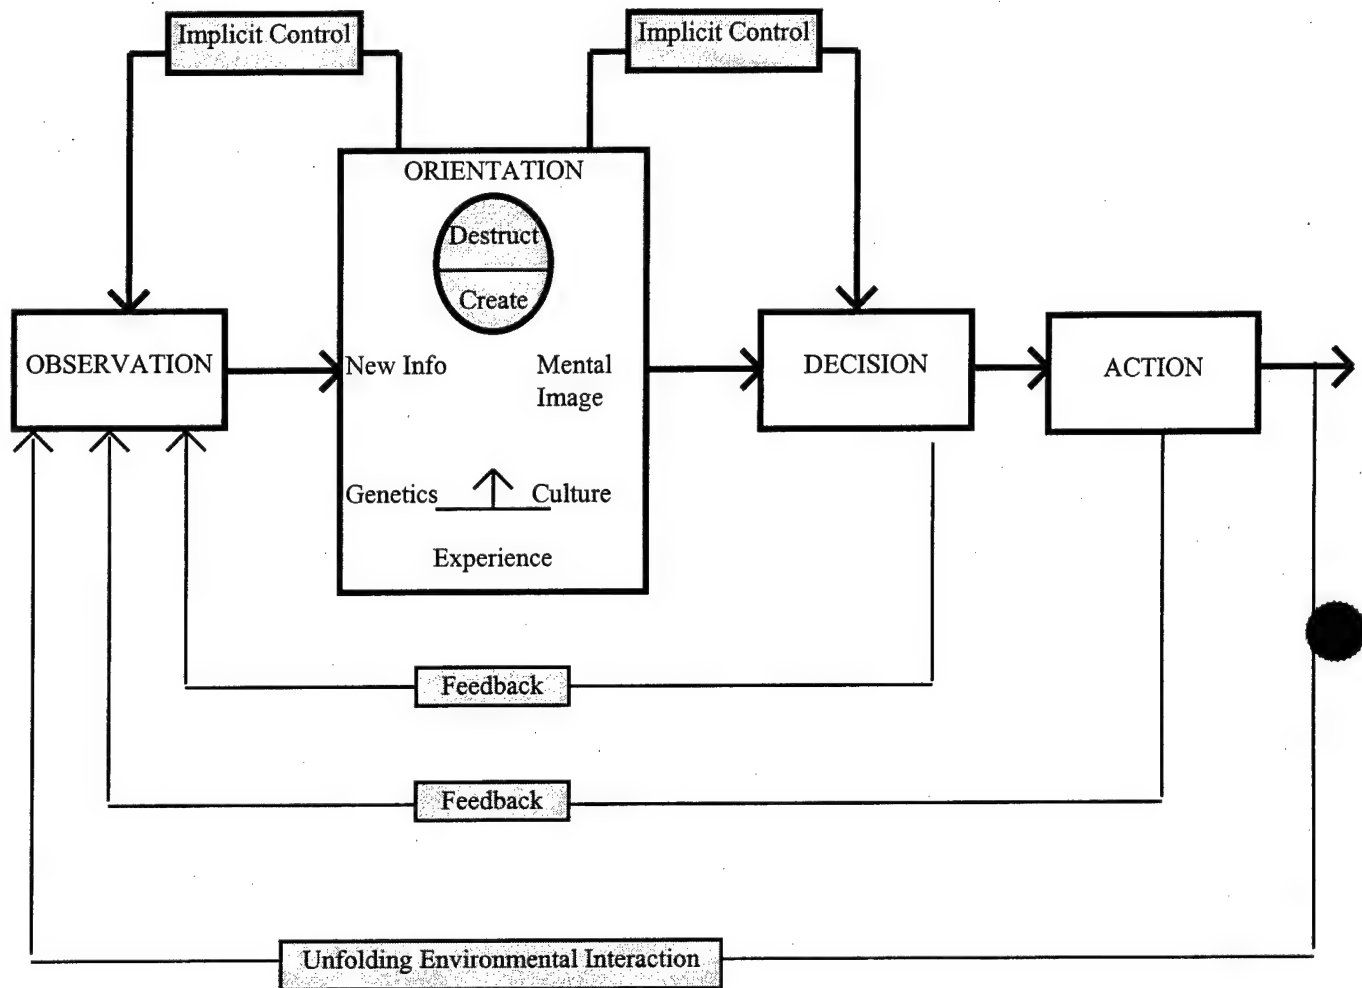 Implicit Control
Implicit Control
ORIENTATION
Destruct
Create
OBSERVATION
New Info
Mental
Image
DECISION
ACTION
Genetics
Culture
Experience
Feedback
Feedback
Unfolding Environmental Interaction